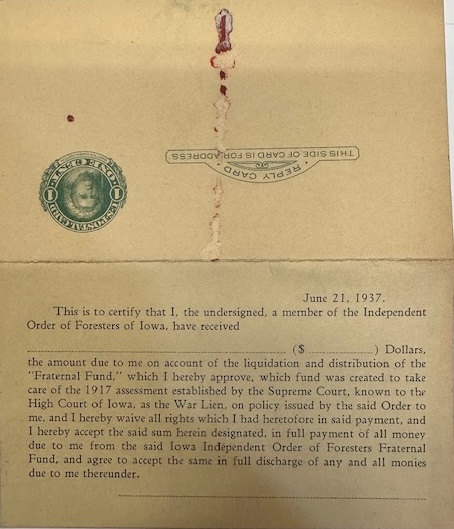 THIS SIDE OF CARD IS FOR ADDRESS
REPLY CARD
U.S. POSTAL CARD
ONE CENT
1 1
June 21, 1937.
This is to certify that I, the undersigned, a member of the Independent
Order of Foresters of Iowa, have received
($ ) Dollars,
the amount due to me on account of the liquidation and distribution of the
"Fraternal Fund," which I hereby approve, which fund was created to take
care of the 1917 assessment established by the Supreme Court, known to the
High Court of Iowa, as the War Lien, on policy issued by the said Order to
me, and I hereby waive all rights which I had heretofore in said payment, and
I hereby accept the said sum herein designated, in full payment of all money
due to me from the said Iowa Independent Order of Foresters Fraternal
Fund, and agree to accept the same in full discharge of any and all monies
due to me thereunder.